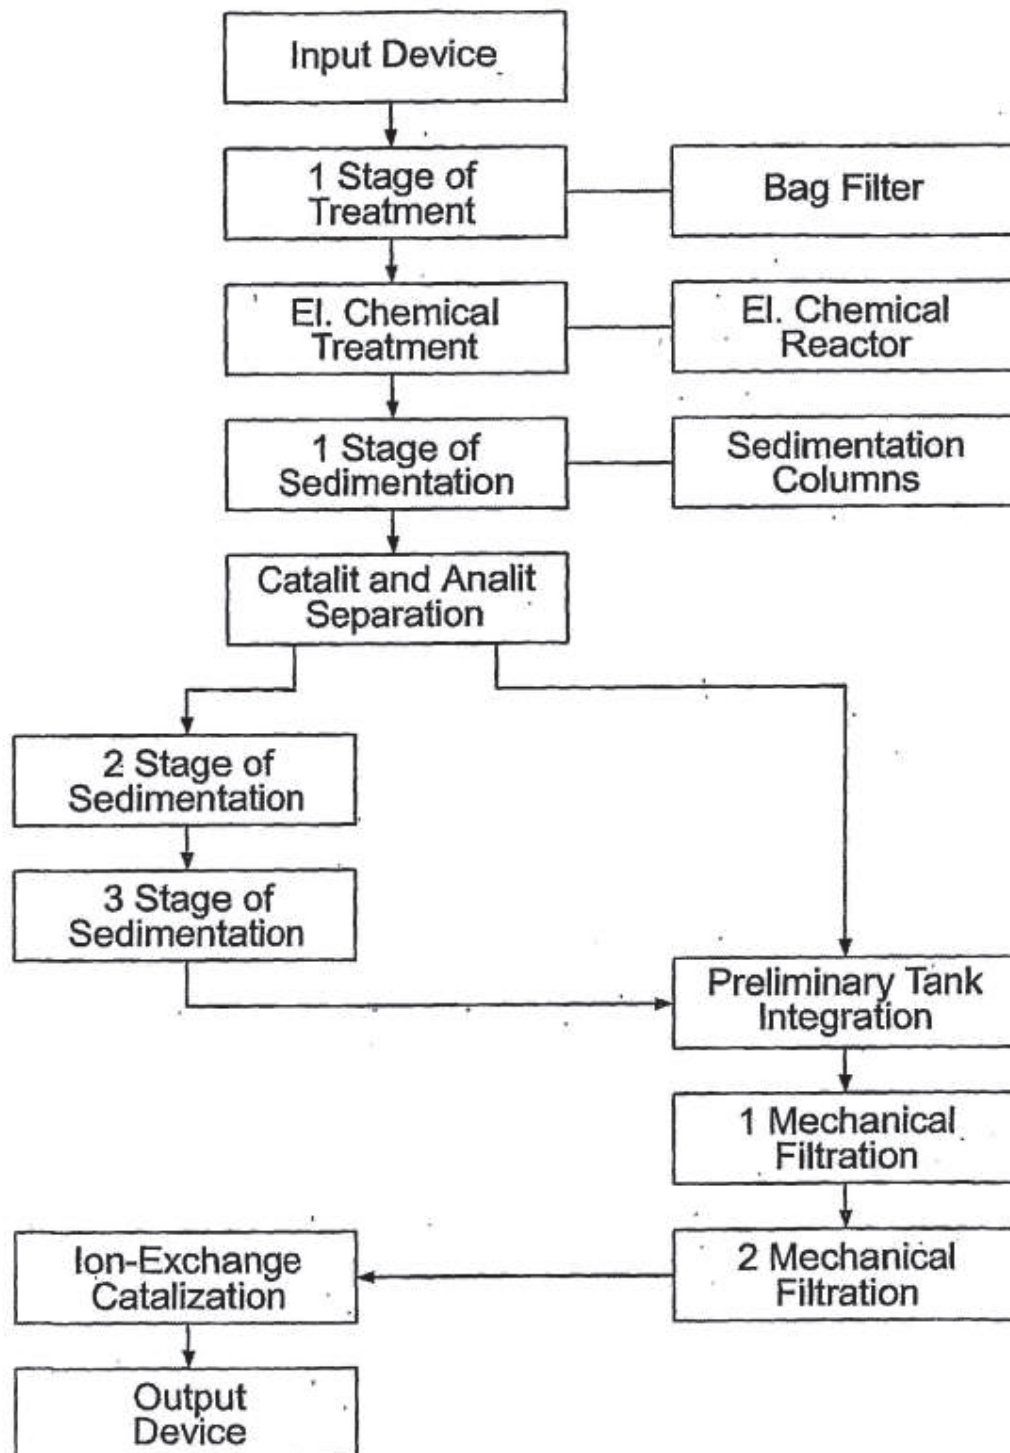 Input Device
1 Stage of
Treatment
Bag Filter
El. Chemical
Treatment
El. Chemical
Reactor
1 Stage of
Sedimentation
Sedimentation
Columns
Catalit and Analit
Separation
2 Stage of
Sedimentation
3 Stage of
Sedimentation
Preliminary Tank
Integration
1 Mechanical
Filtration
2 Mechanical
Filtration
Ion-Exchange
Catalization
Output
Device